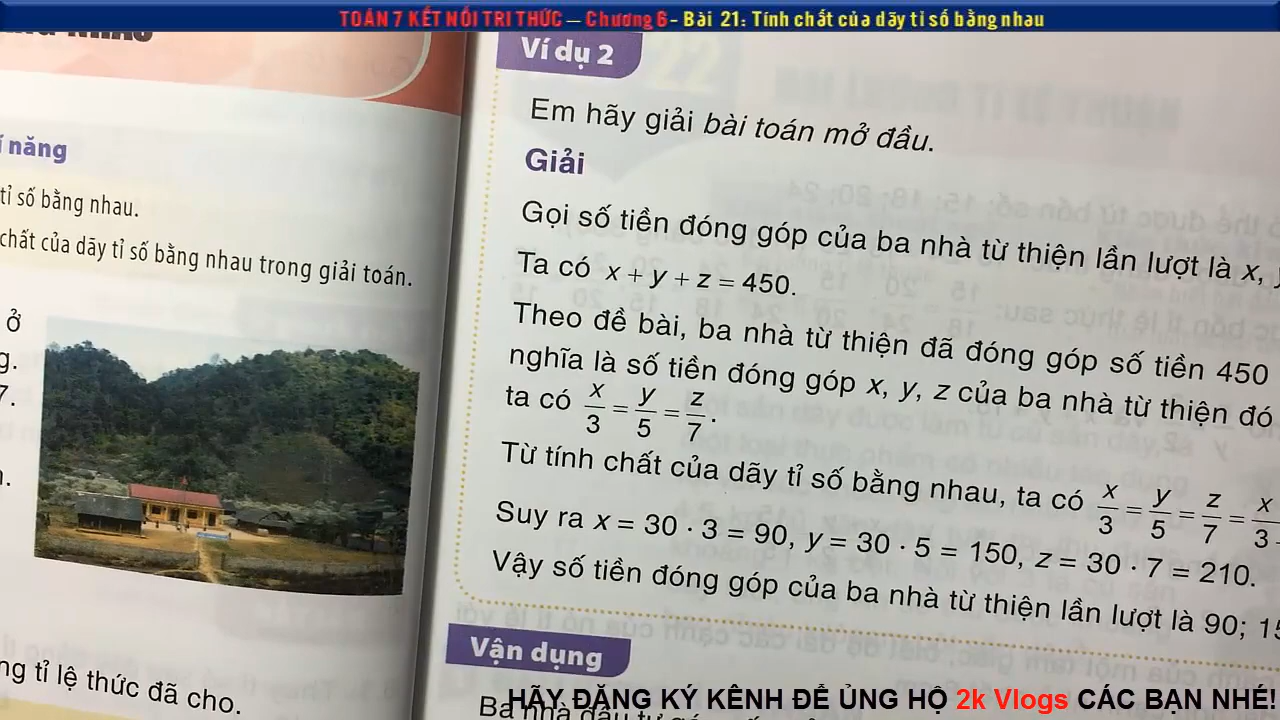 TOÁN 7 KẾT NỐI TRI THỨC – Chương 6- Bài 21: Tính chất của dãy tỉ số bằng nhau
Ví dụ 2
Em hãy giải bài toán mở đầu.
Giải
Gọi số tiền đóng góp của ba nhà từ thiện lần lượt là x,
Ta có x + y + z = 450.
Theo đề bài, ba nhà từ thiện đã đóng góp số tiền 450
nghĩa là số tiền đóng góp x, y, z của ba nhà từ thiện đó
ta có x/3 = y/5 = z/7.
Từ tính chất của dãy tỉ số bằng nhau, ta có x/3 = y/5 = z/7 = x/3
Suy ra x = 30 · 3 = 90, y = 30 · 5 = 150, z = 30 · 7 = 210.
Vậy số tiền đóng góp của ba nhà từ thiện lần lượt là 90; 15
Vận dụng
năng
tỉ số bằng nhau.
chất của dãy tỉ số bằng nhau trong giải toán.
ở
g.
7.
ng tỉ lệ thức đã cho.
HÃY ĐĂNG KÝ KÊNH ĐỂ ỦNG HỘ 2k Vlogs CÁC BẠN NHÉ!